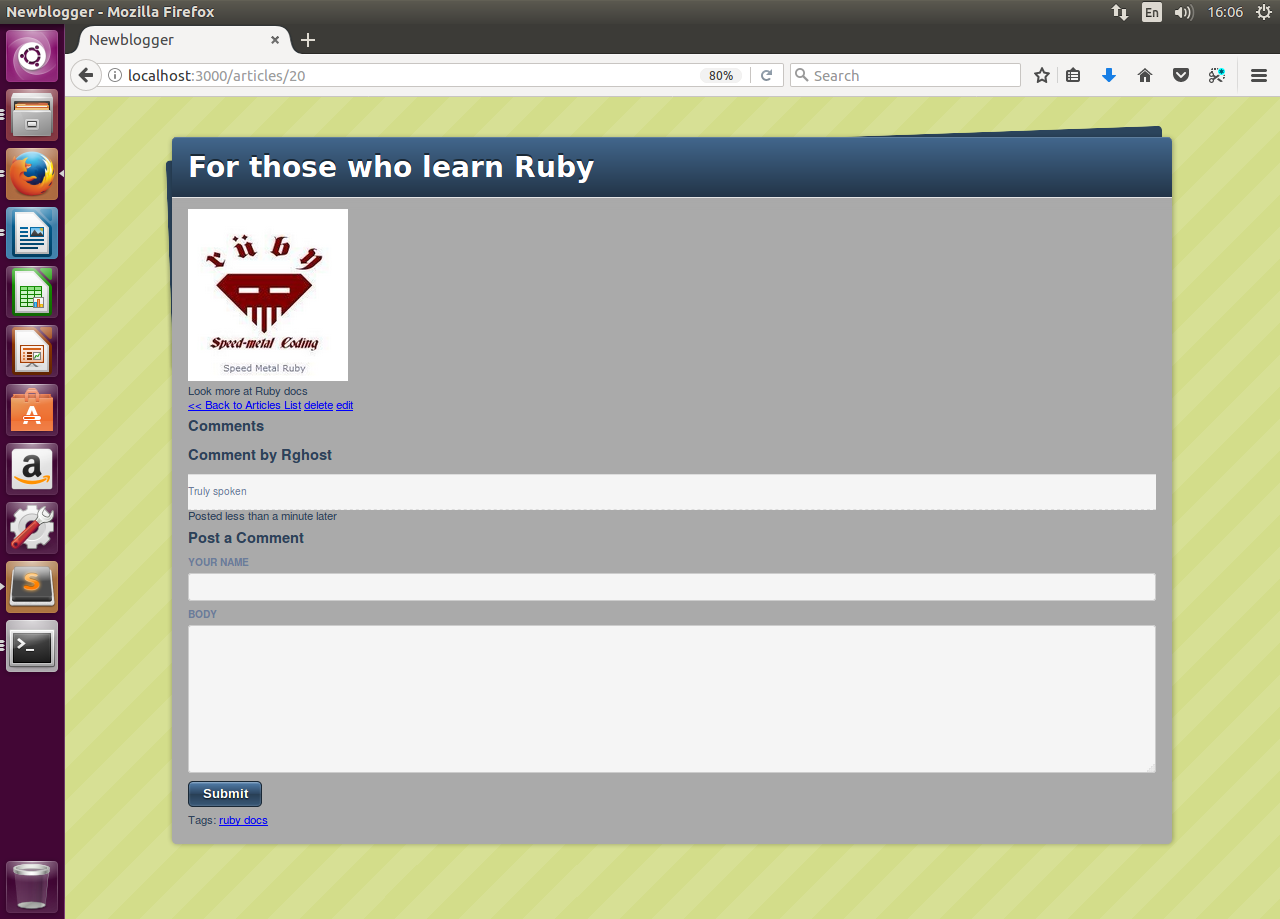 Newblogger - Mozilla Firefox
En
16:06
Newblogger
localhost:3000/articles/20
80%
Search
For those who learn Ruby
rüby
Speed-metal Coding
Speed Metal Ruby
Look more at Ruby docs
<< Back to Articles List delete edit
Comments
Comment by Rghost
Truly spoken
Posted less than a minute later
Post a Comment
YOUR NAME
BODY
Submit
Tags: ruby docs